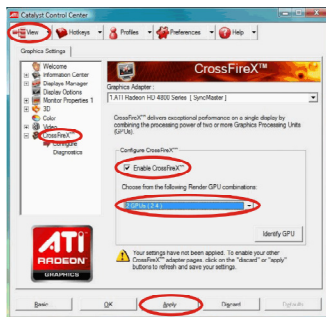 Catalyst Control Center
View Hotkeys Profiles Preferences Help
Graphics Settings
Welcome
Information Center
Displays Manager
Display Options
Monitor Properties 1
3D
Color
Video
CrossFireX™
Configure
Diagnostics
CrossFireX™
Graphics Adapter :
1.ATI Radeon HD 4800 Series [ SyncMaster ]
CrossFireX™ delivers exceptional performance on a single display by
combining the processing power of two or more Graphics Processing Units
(GPUs).
Configure CrossFireX™
Enable CrossFireX™
Choose from the following Render GPU combinations:
Identify GPU
Your settings have not been applied. To enable your other
CrossFireX™ adapter pages, click on the "discard" or "apply"
buttons to refresh and save your settings.
ATI
RADEON
GRAPHICS
Basic OK Apply Discard Defaults